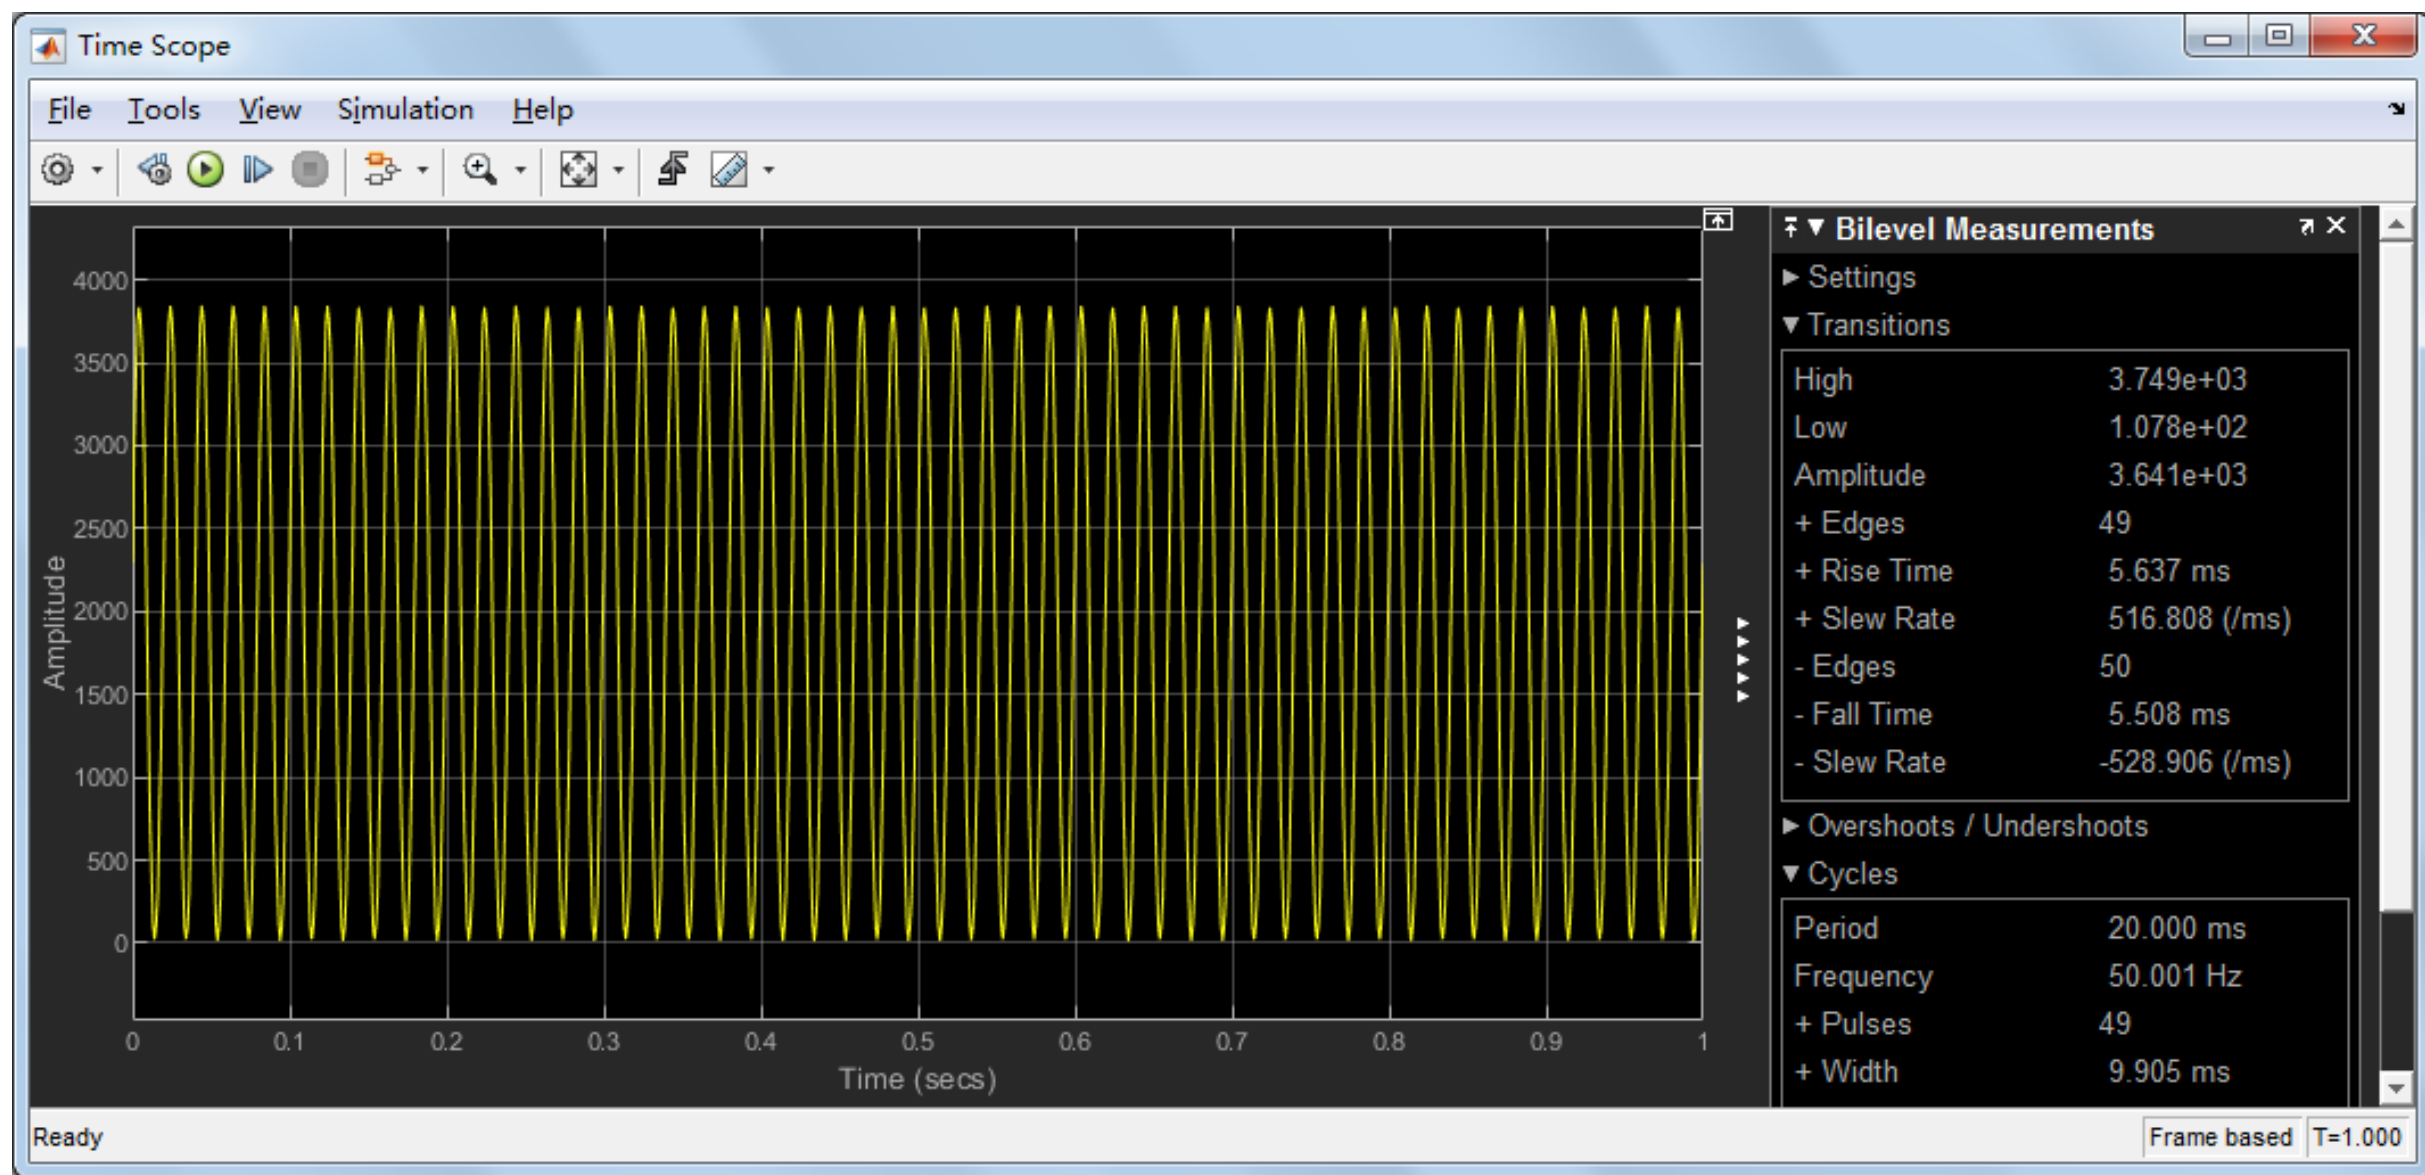 Time Scope
File Tools View Simulation Help
4000
3500
3000
2500
2000
1500
1000
500
0
Amplitude
0 0.1 0.2 0.3 0.4 0.5 0.6 0.7 0.8 0.9 1
Time (secs)
Bilevel Measurements
Settings
Transitions
High 3.749e+03
Low 1.078e+02
Amplitude 3.641e+03
+ Edges 49
+ Rise Time 5.637 ms
+ Slew Rate 516.808 (/ms)
- Edges 50
- Fall Time 5.508 ms
- Slew Rate -528.906 (/ms)
Overshoots / Undershoots
Cycles
Period 20.000 ms
Frequency 50.001 Hz
+ Pulses 49
+ Width 9.905 ms
Ready
Frame based T=1.000